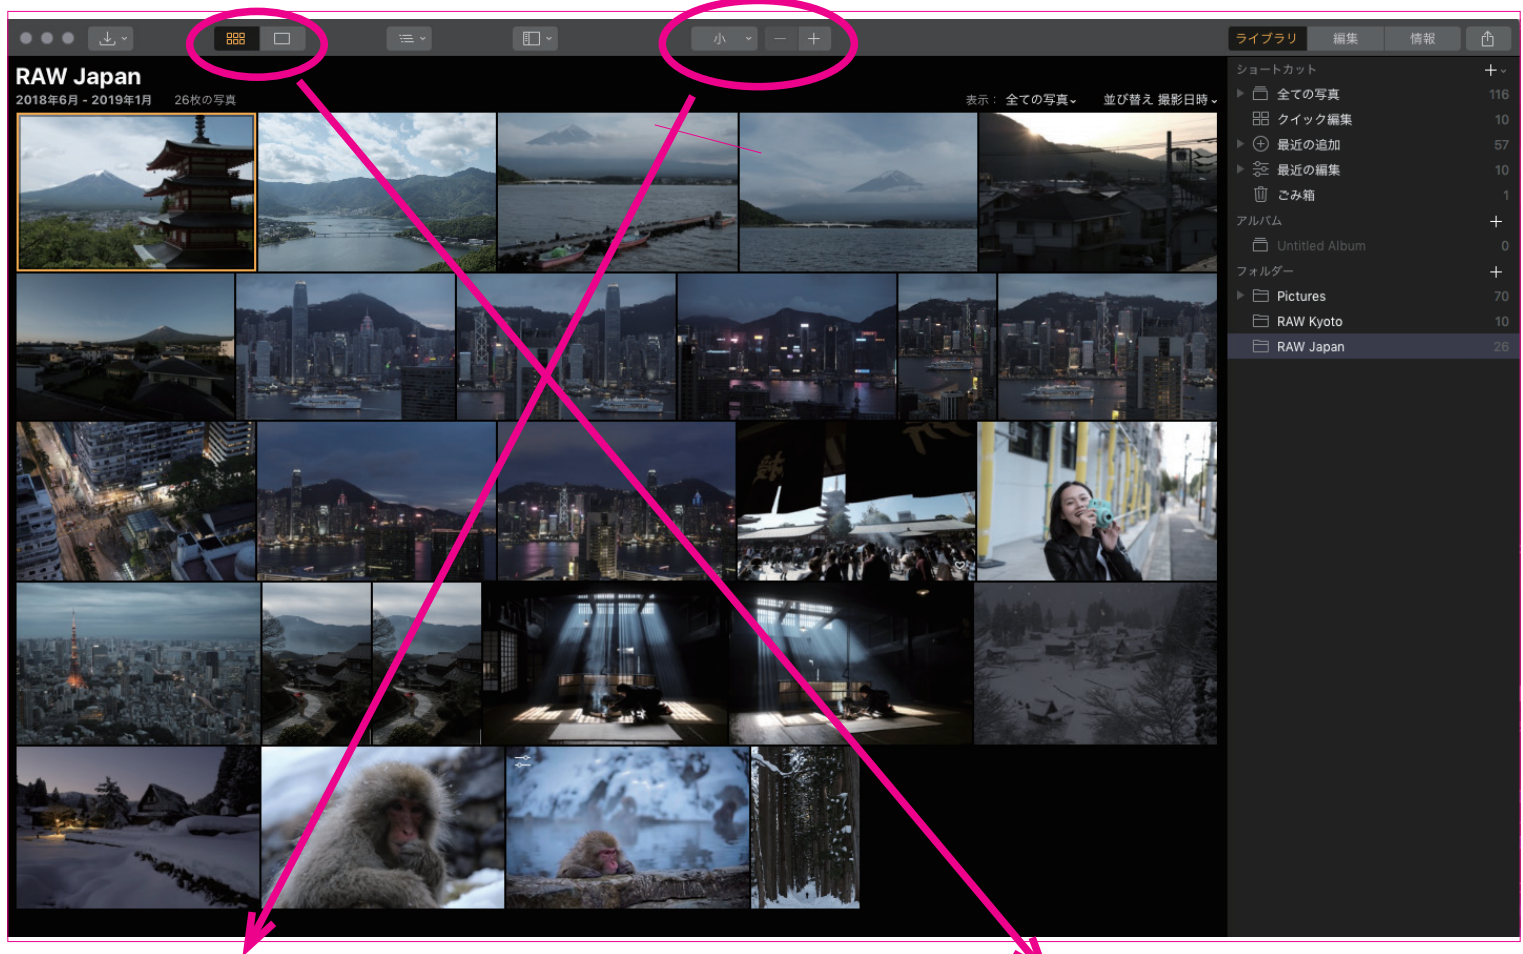 小
ライブラリ
編集
情報
RAW Japan
2018年6月 - 2019年1月
26枚の写真
表示：
全ての写真
並び替え 撮影日時
ショートカット
全ての写真
116
クイック編集
10
最近の追加
57
最近の編集
10
ごみ箱
1
アルバム
Untitled Album
0
フォルダー
Pictures
70
RAW Kyoto
10
RAW Japan
26